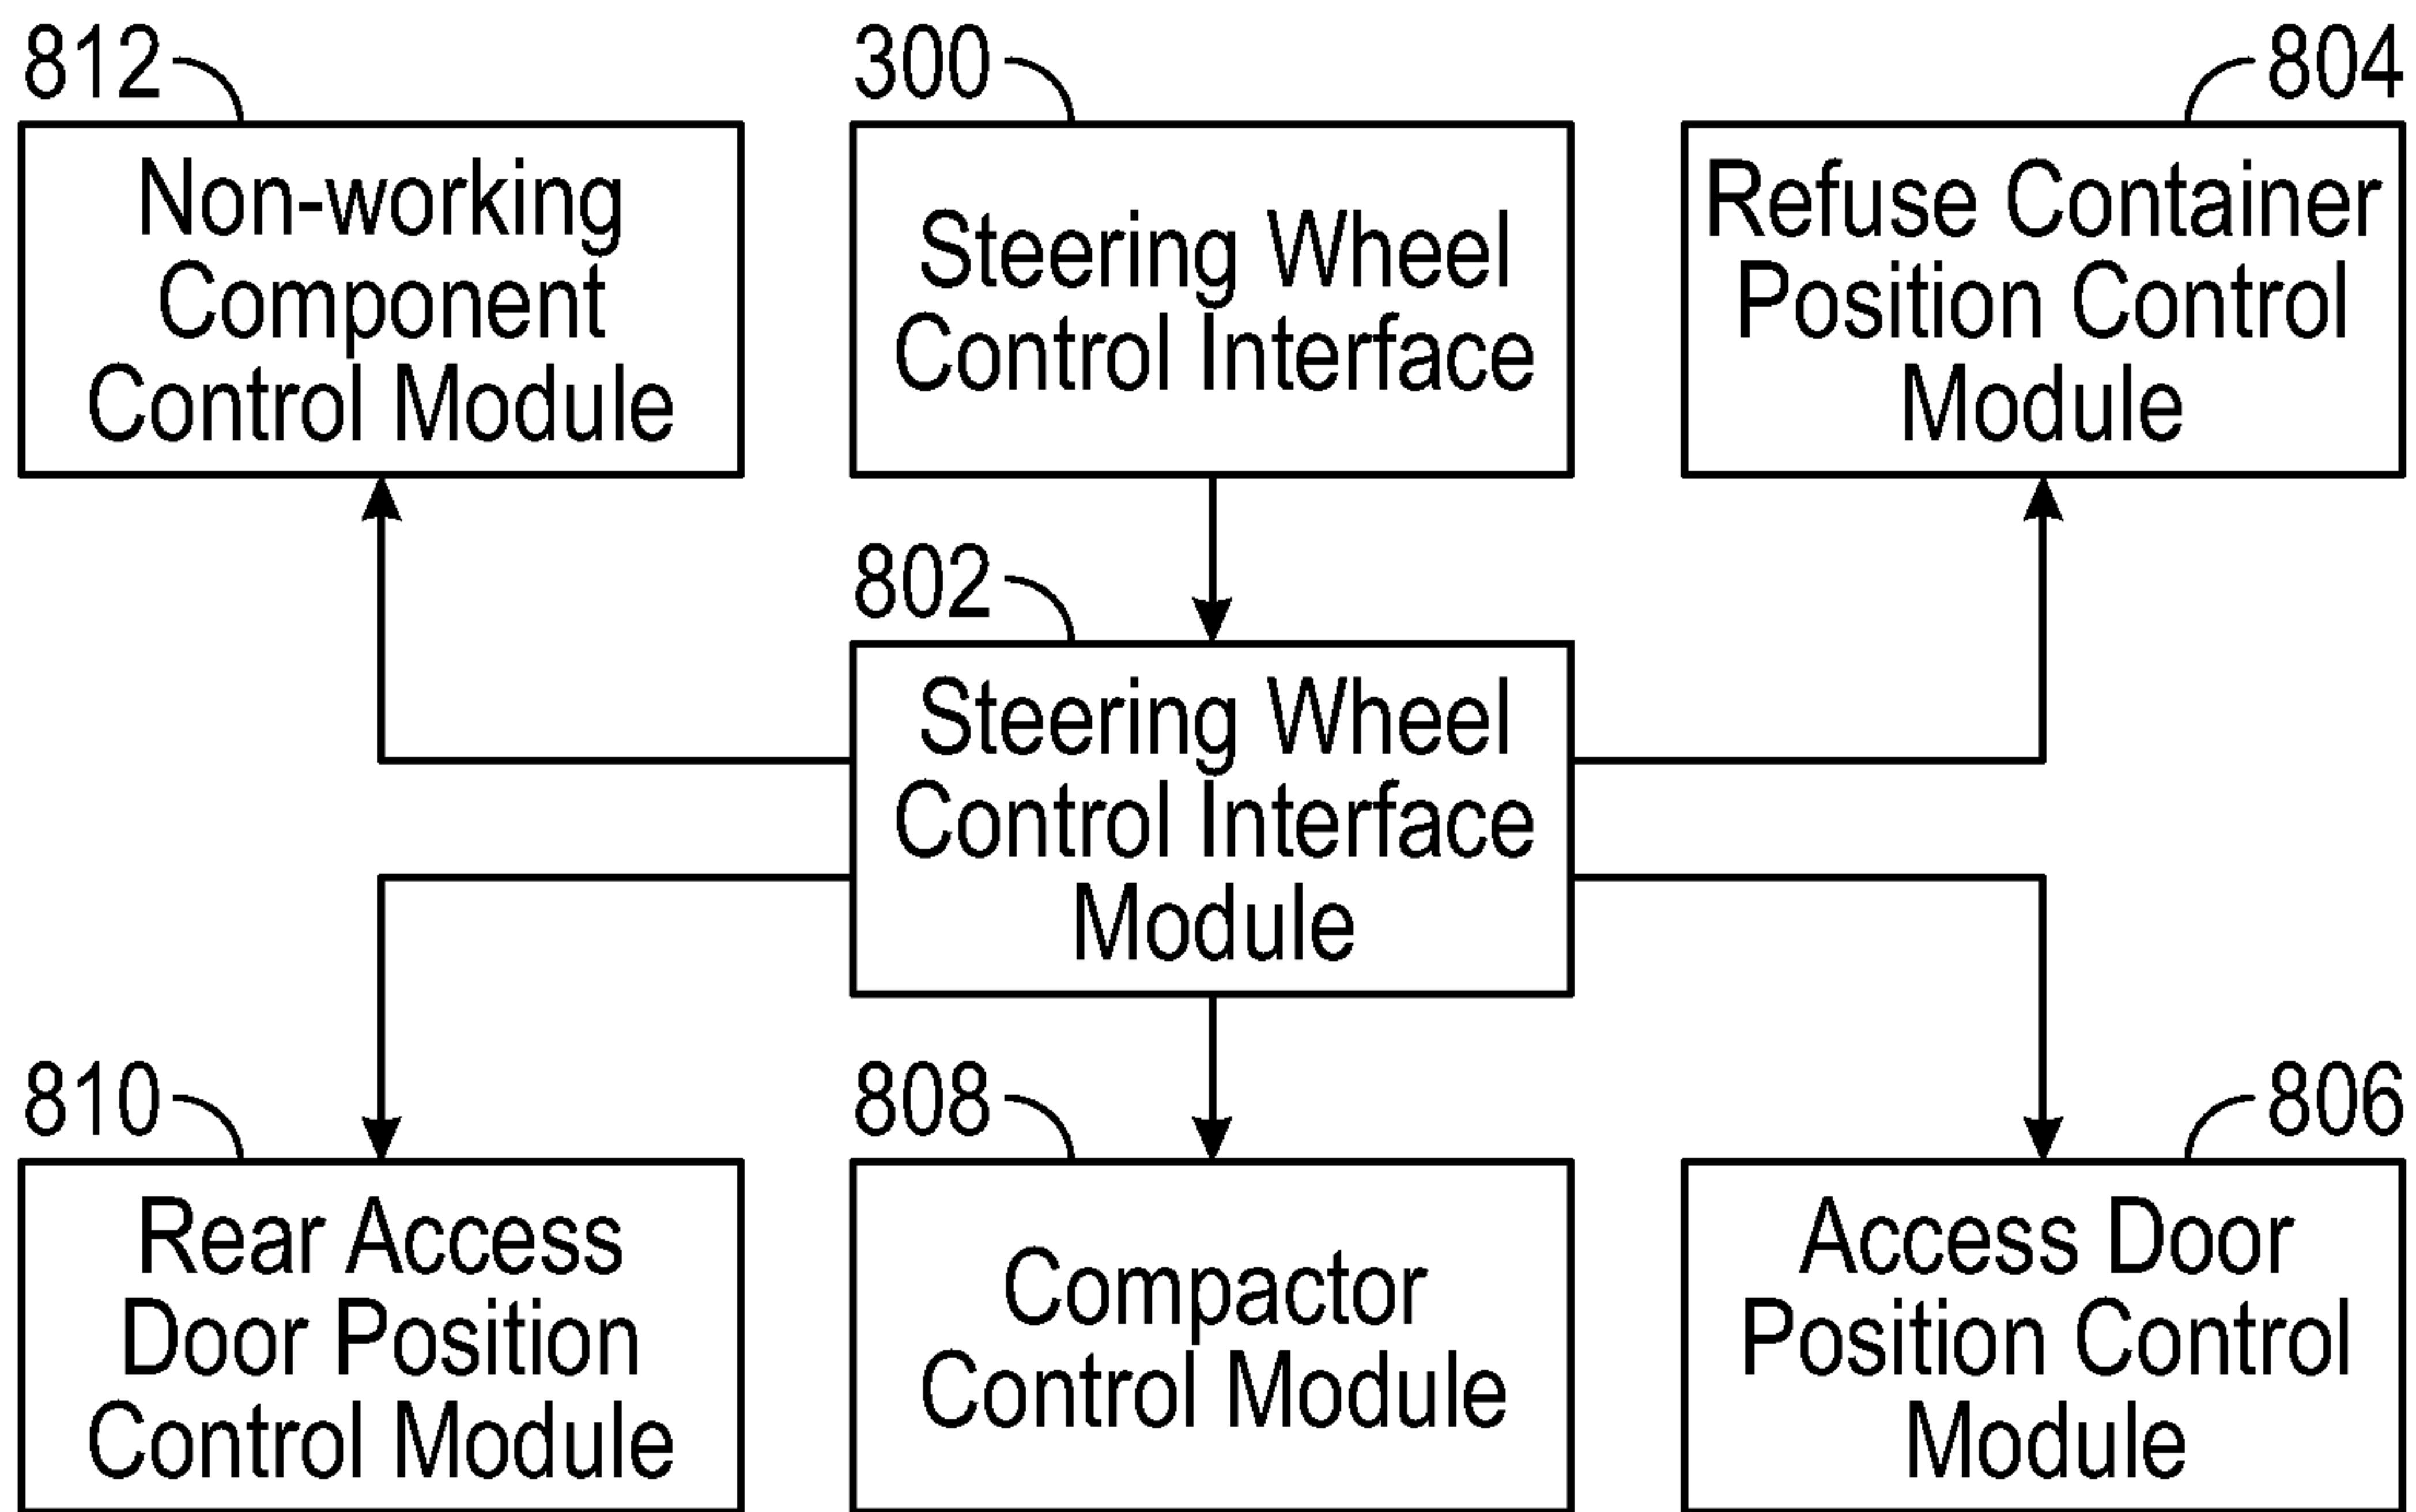 812
Non-working
Component
Control Module
300
Steering Wheel
Control Interface
804
Refuse Container
Position Control
Module
802
Steering Wheel
Control Interface
Module
810
Rear Access
Door Position
Control Module
808
Compactor
Control Module
806
Access Door
Position Control
Module